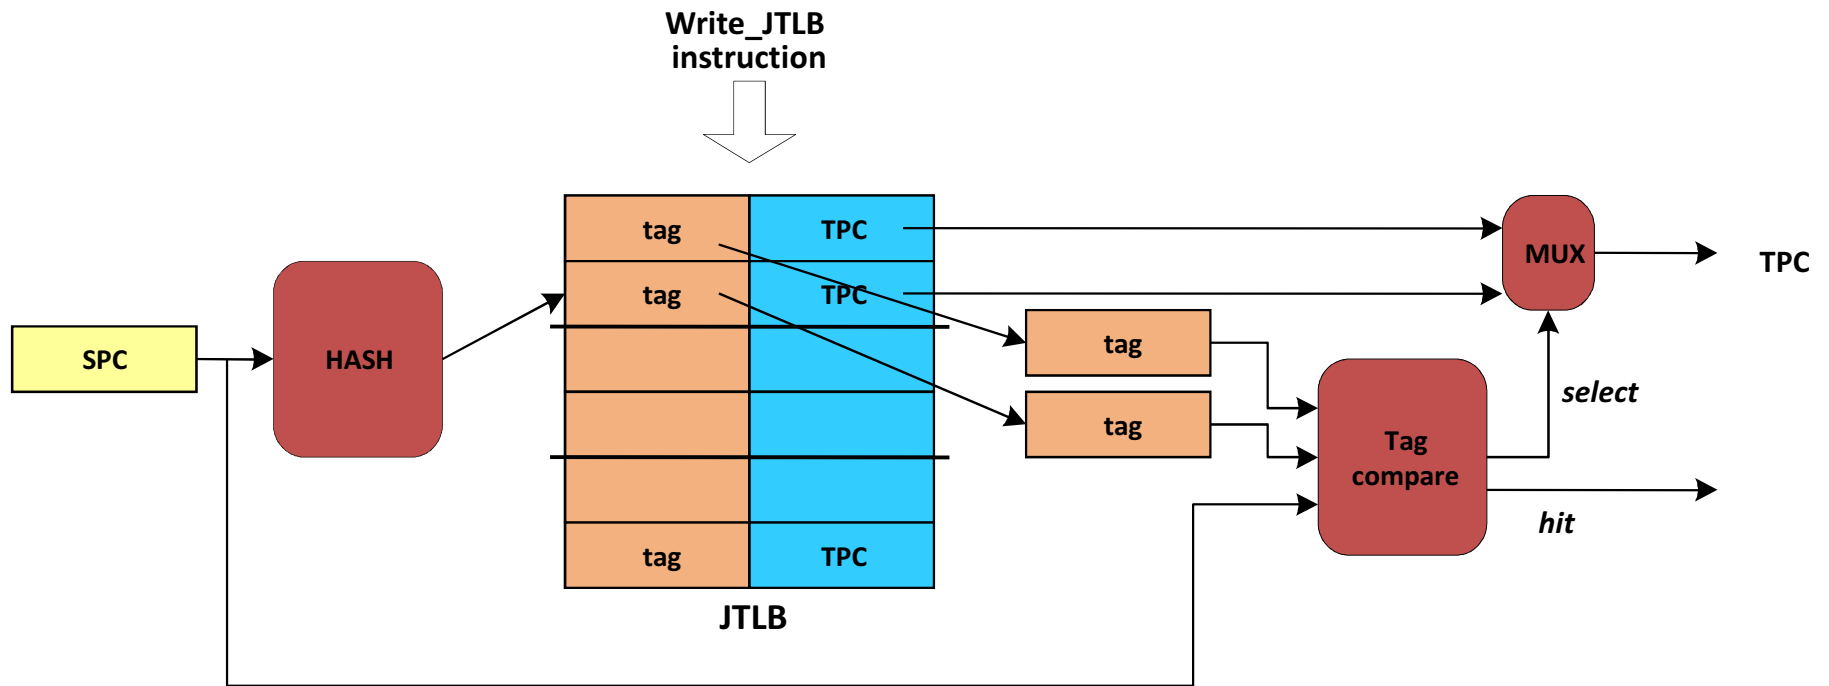 Write_JTLB
instruction
tag
TPC
MUX
TPC
tag
TPC
SPC
HASH
tag
tag
select
Tag
compare
hit
tag
TPC
JTLB